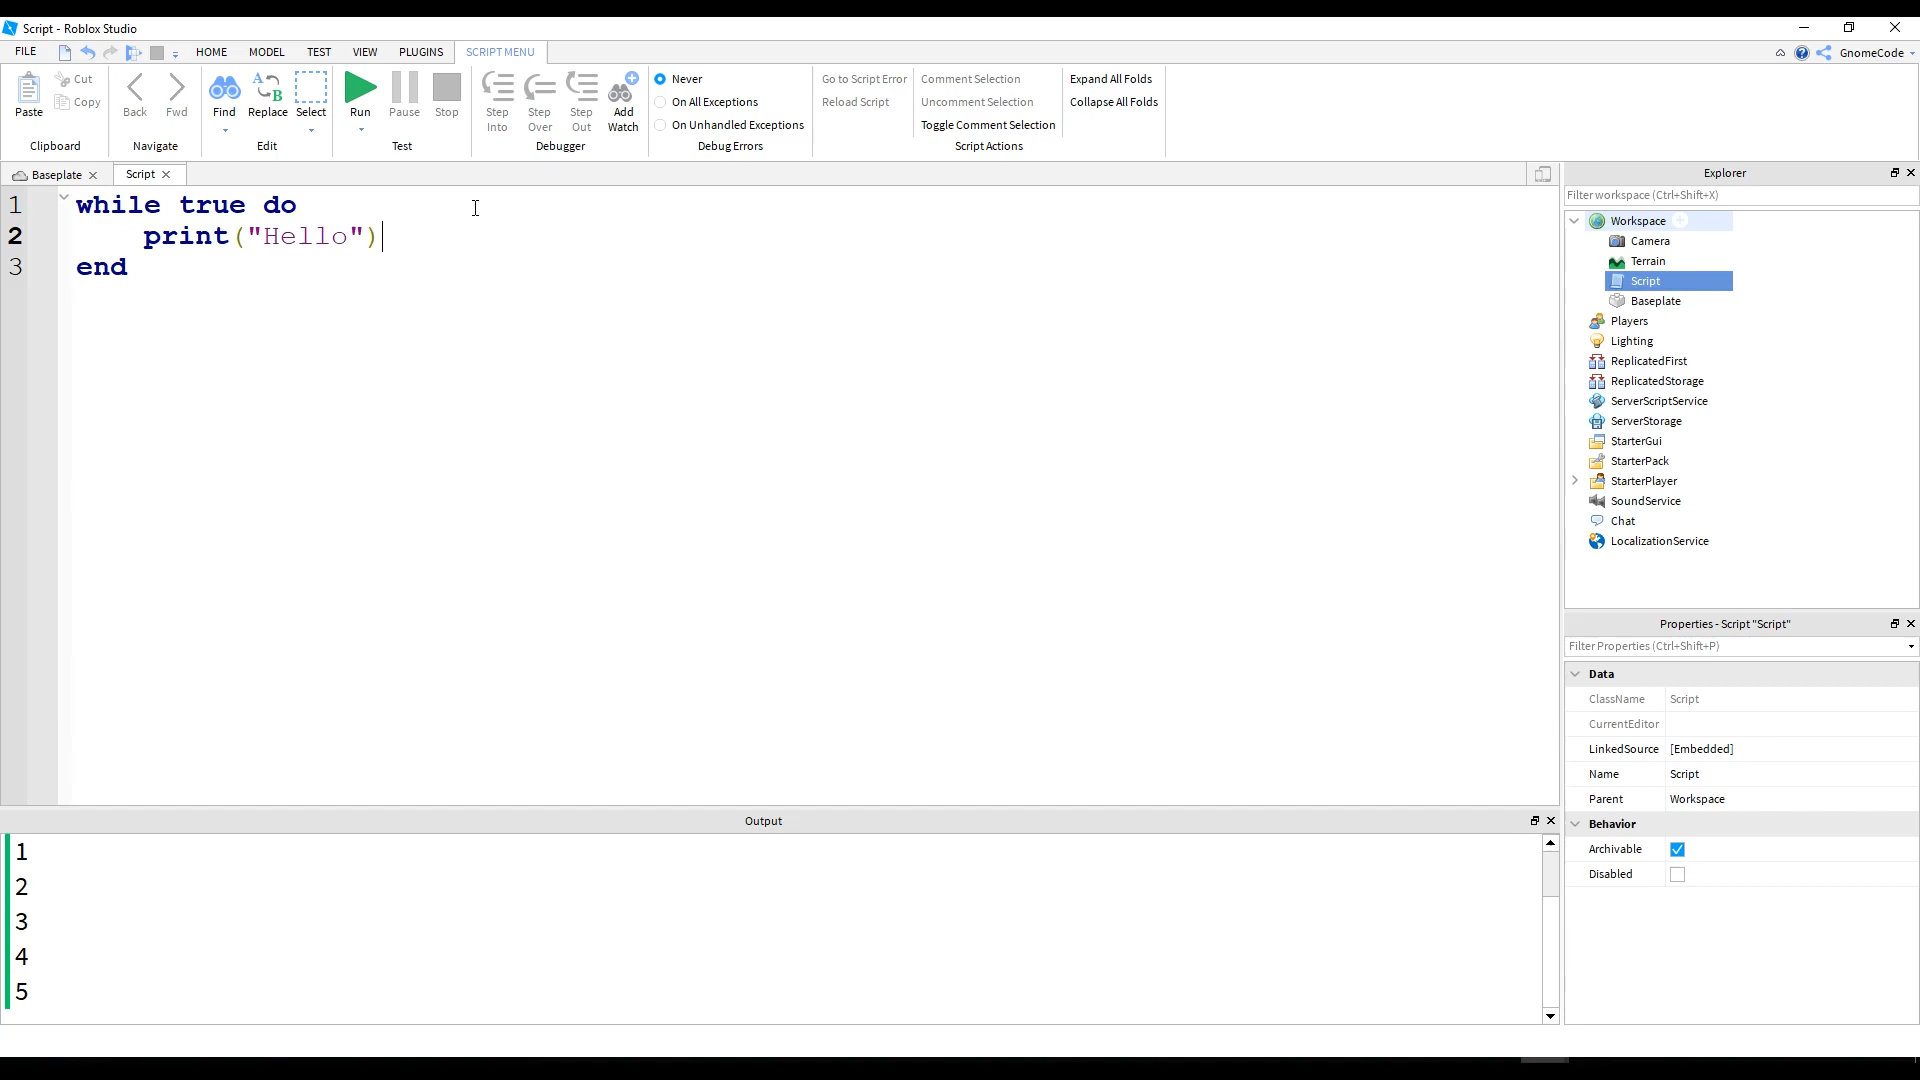 Script - Roblox Studio
FILE HOME MODEL TEST VIEW PLUGINS SCRIPT MENU GnomeCode
Paste Cut Copy Back Fwd Find Replace Select Run Pause Stop Step Into Step Over Step Out Add Watch
Never
On All Exceptions
On Unhandled Exceptions
Go to Script Error
Reload Script
Comment Selection
Uncomment Selection
Toggle Comment Selection
Expand All Folds
Collapse All Folds
Clipboard Navigate Edit Test Debugger Debug Errors Script Actions
Baseplate Script
1 while true do
2 print("Hello")
3 end
Explorer
Filter workspace (Ctrl+Shift+X)
Workspace
Camera
Terrain
Script
Baseplate
Players
Lighting
ReplicatedFirst
ReplicatedStorage
ServerScriptService
ServerStorage
StarterGui
StarterPack
StarterPlayer
SoundService
Chat
LocalizationService
Properties - Script "Script"
Filter Properties (Ctrl+Shift+P)
Data
ClassName Script
CurrentEditor
LinkedSource [Embedded]
Name Script
Parent Workspace
Behavior
Archivable
Disabled
Output
1
2
3
4
5